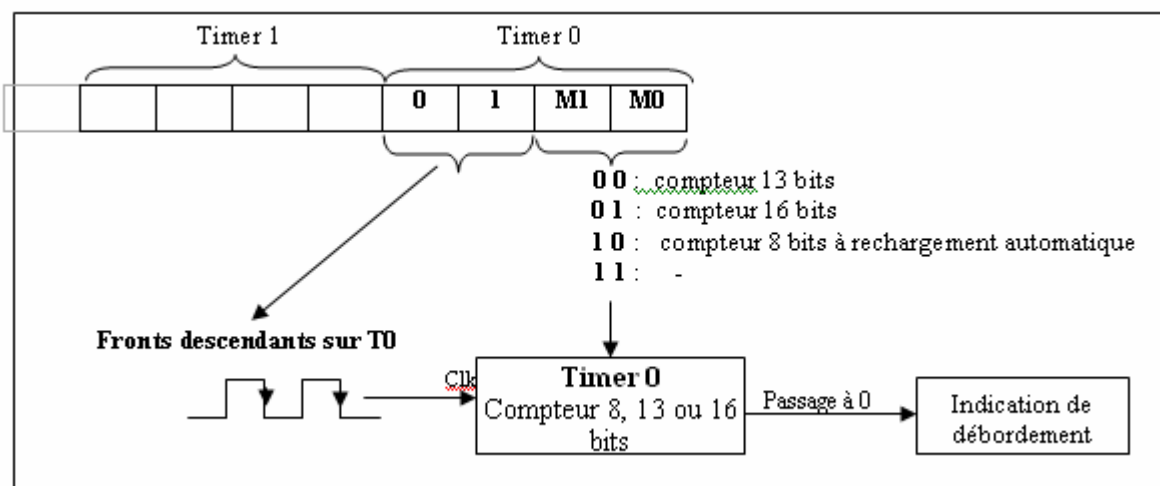 Timer 1
Timer 0
0 1 M1 M0
0 0 : compteur 13 bits
0 1 : compteur 16 bits
1 0 : compteur 8 bits à rechargement automatique
1 1 : -
Fronts descendants sur T0
Clk
Timer 0
Compteur 8, 13 ou 16
bits
Passage à 0
Indication de
débordement